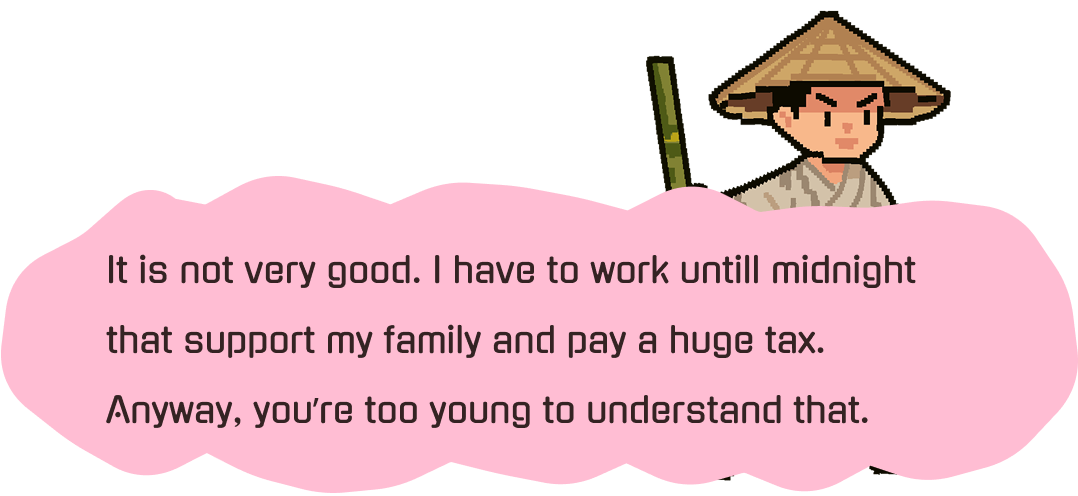 It is not very good. I have to work untill midnight
that support my family and pay a huge tax.
Anyway, you're too young to understand that.